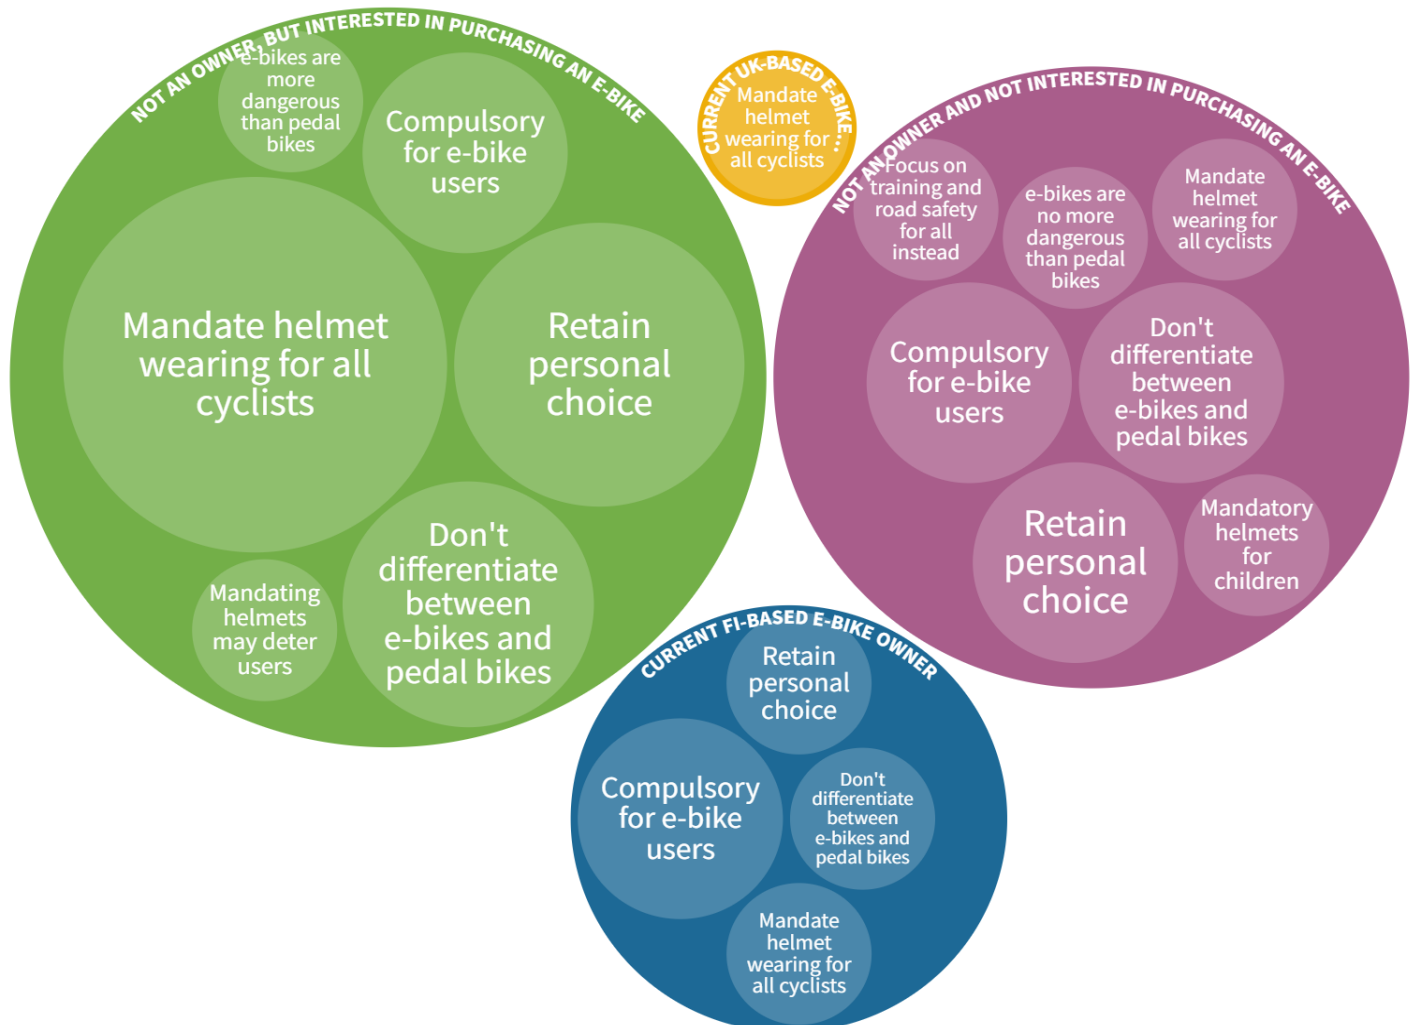 NOT AN OWNER, BUT INTERESTED IN PURCHASING AN E-BIKE
e-bikes are
more
dangerous
than pedal
bikes
Compulsory
for e-bike
users
Mandate helmet
wearing for all
cyclists
Retain
personal
choice
Don't
differentiate
between
e-bikes and
pedal bikes
Mandating
helmets
may deter
users
CURRENT UK-BASED E-BIKE...
Mandate
helmet
wearing for
all cyclists
NOT AN OWNER AND NOT INTERESTED IN PURCHASING AN E-BIKE
Focus on
training and
road safety
for all
instead
e-bikes are
no more
dangerous
than pedal
bikes
Mandate
helmet
wearing for
all cyclists
Compulsory
for e-bike
users
Don't
differentiate
between
e-bikes and
pedal bikes
Retain
personal
choice
Mandatory
helmets
for
children
CURRENT FI-BASED E-BIKE OWNER
Retain
personal
choice
Compulsory
for e-bike
users
Don't
differentiate
between
e-bikes and
pedal bikes
Mandate
helmet
wearing for
all cyclists